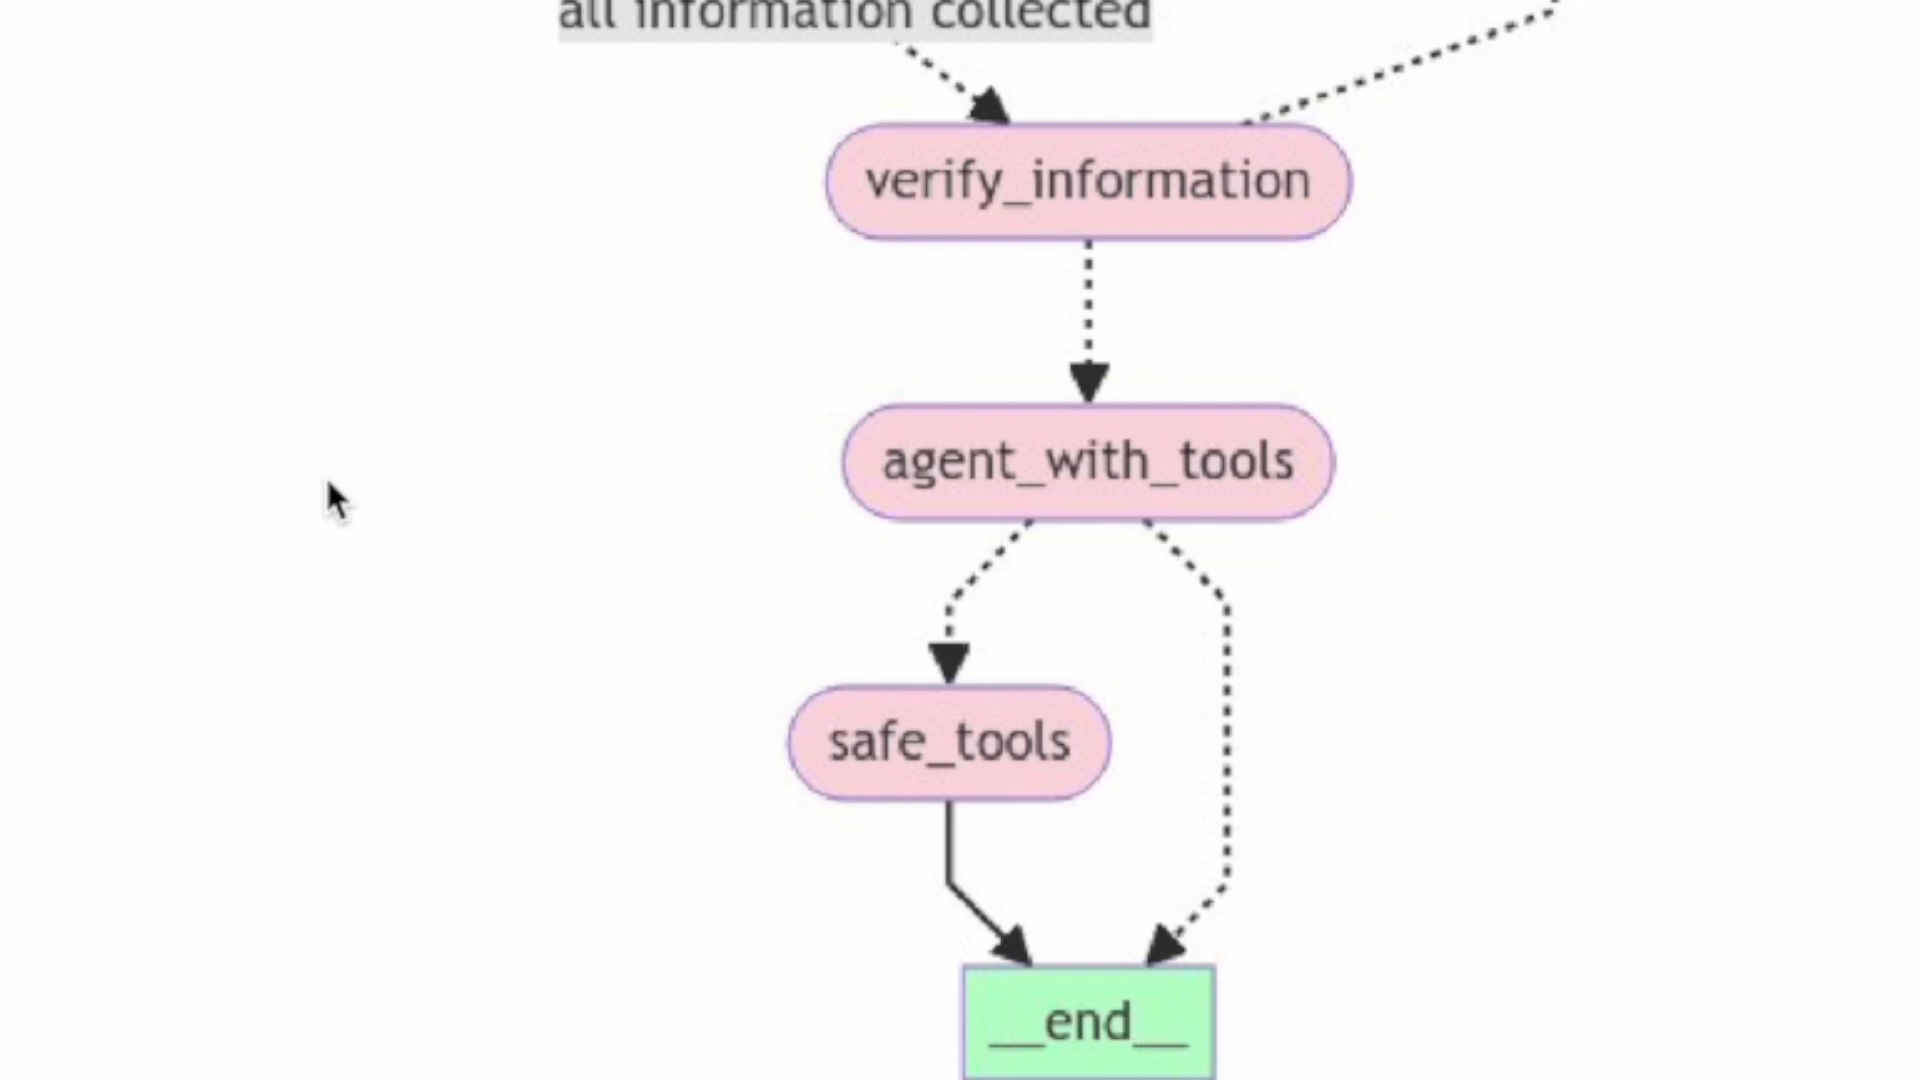 all information collected
verify_information
agent_with_tools
safe_tools
__end__